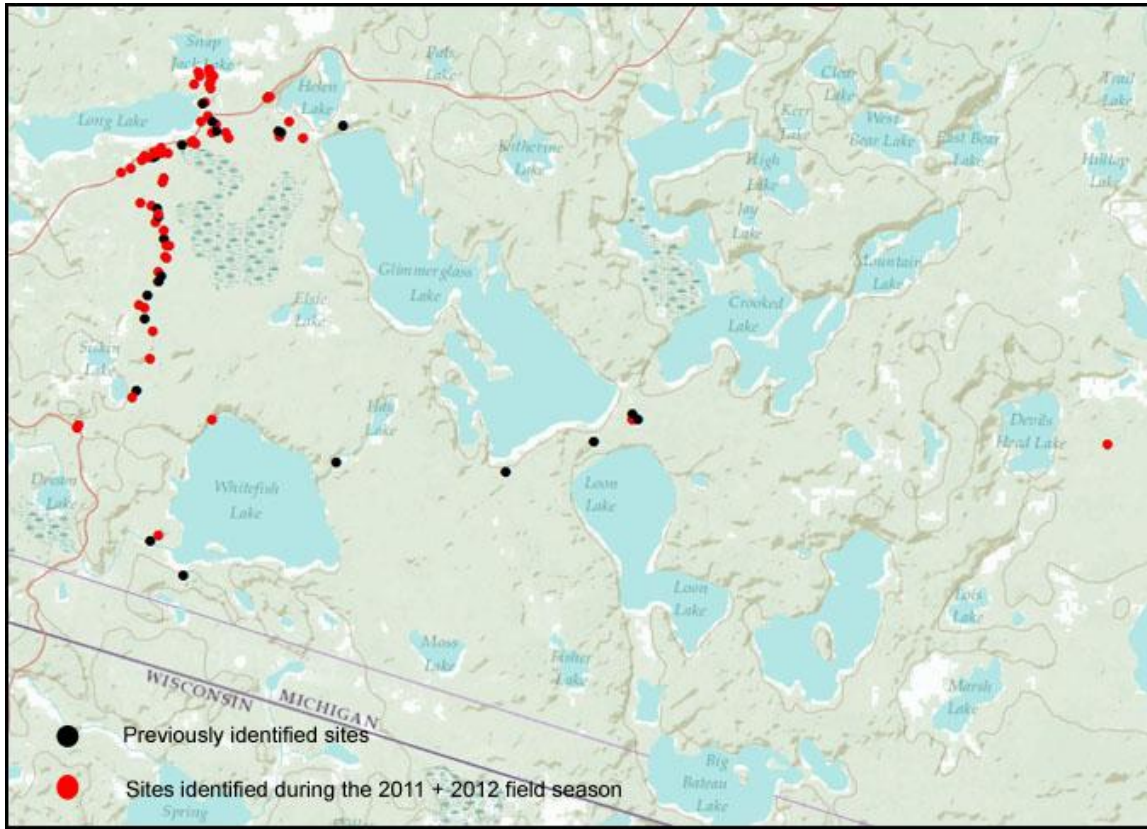 Snap
Jack Lake
Pats
Lake
Clear
Lake
Trail
Lake
Helen
Lake
Long Lake
Kerr
Lake
West
Bear Lake
East Bear
Lake
Katherine
Lake
High
Lake
Hilltop
Lake
Jay
Lake
Glimmerglass
Lake
Mountain
Lake
Crooked
Lake
Elsie
Lake
Siskin
Lake
Lake
Devils
Head Lake
Whitefish
Lake
Loon
Lake
Lake
Loon
Lake
Lois
Lake
Moss
Lake
Fisher
Lake
WISCONSIN
MICHIGAN
Marsh
Lake
Previously identified sites
Big
Bateau
Lake
Sites identified during the 2011 + 2012 field season
Spring